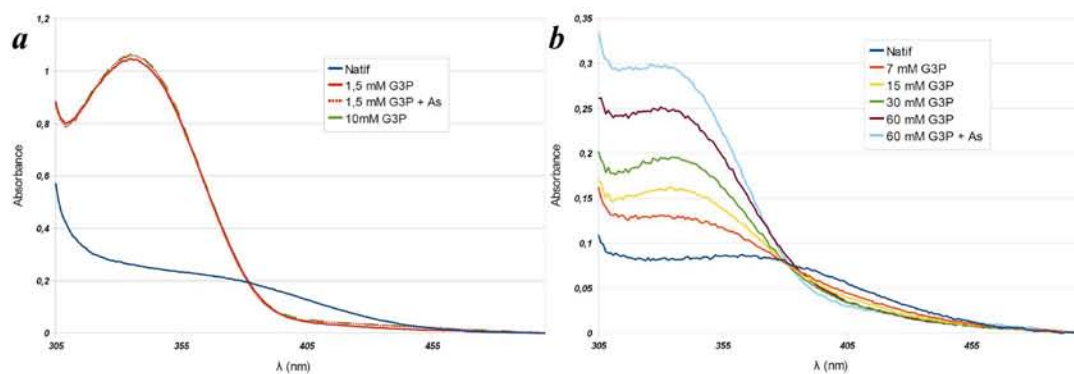 a
1,2
1
0,8
0,6
0,4
0,2
0
Absorbance
305
355
405
455
λ (nm)
Natif
1,5 mM G3P
1,5 mM G3P + As
10mM G3P
b
0,35
0,3
0,25
0,2
0,15
0,1
0,05
0
Absorbance
305
355
405
455
λ (nm)
Natif
7 mM G3P
15 mM G3P
30 mM G3P
60 mM G3P
60 mM G3P + As